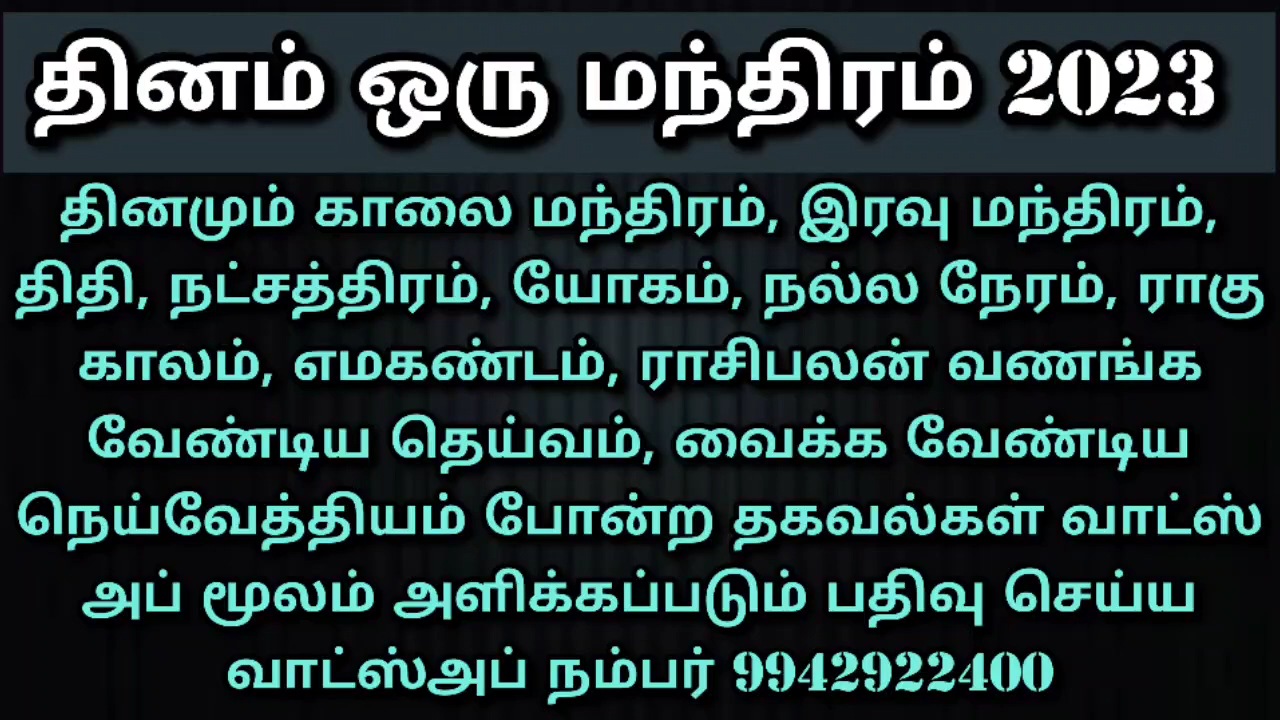 தினம் ஒரு மந்திரம் 2023
தினமும் காலை மந்திரம், இரவு மந்திரம்,
திதி, நட்சத்திரம், யோகம், நல்ல நேரம், ராகு
காலம், எமகண்டம், ராசிபலன் வணங்க
வேண்டிய தெய்வம், வைக்க வேண்டிய
நெய்வேத்தியம் போன்ற தகவல்கள் வாட்ஸ்
அப் மூலம் அளிக்கப்படும் பதிவு செய்ய
வாட்ஸ்அப் நம்பர் 9942922400